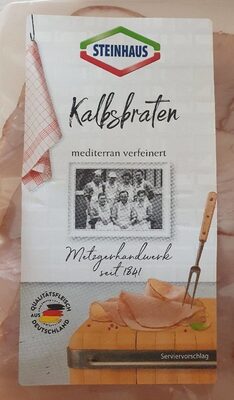 STEINHAUS
Kalbsbraten
mediterran verfeinert
Metzgerhandwerk
seit 1841
QUALITÄTSFLEISCH
AUS
DEUTSCHLAND
Serviervorschlag